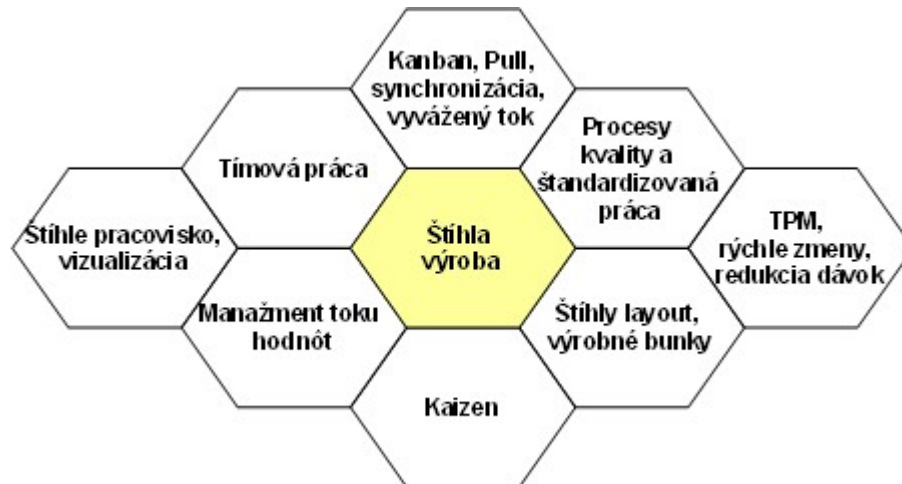 Kanban, Pull,
synchronizácia,
vyvážený tok
Tímová práca
Procesy
kvality a
štandardizovaná
práca
Štíhle pracovisko,
vizualizácia
Štíhla
výroba
TPM,
rýchle zmeny,
redukcia dávok
Manažment toku
hodnôt
Štíhly layout,
výrobné bunky
Kaizen